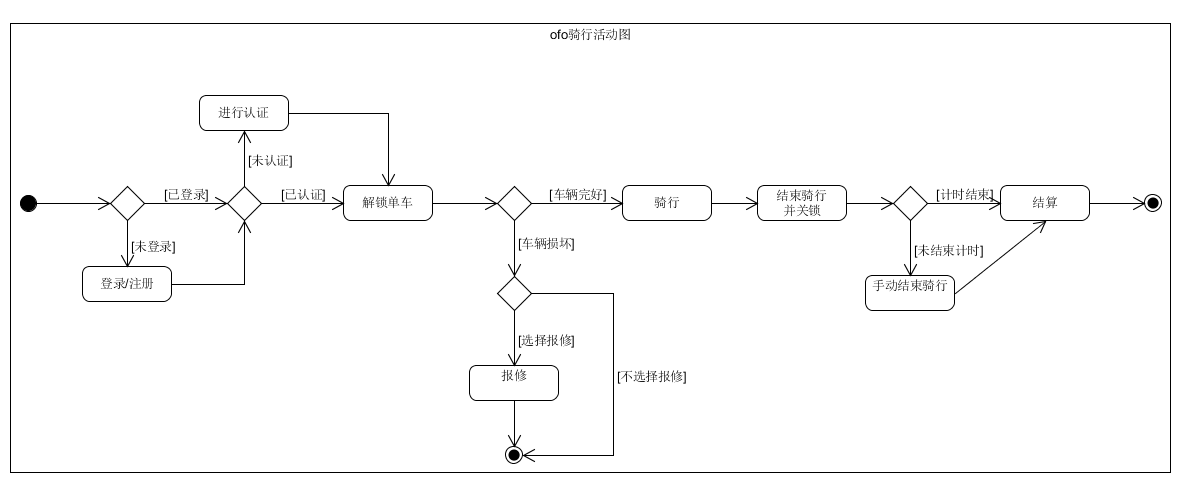 ofo骑行活动图
进行认证
[未认证]
[已登录]
[已认证]
解锁单车
[车辆完好]
骑行
结束骑行
并关锁
[计时结束]
结算
[未登录]
登录/注册
[车辆损坏]
[未结束计时]
手动结束骑行
[选择报修]
报修
[不选择报修]